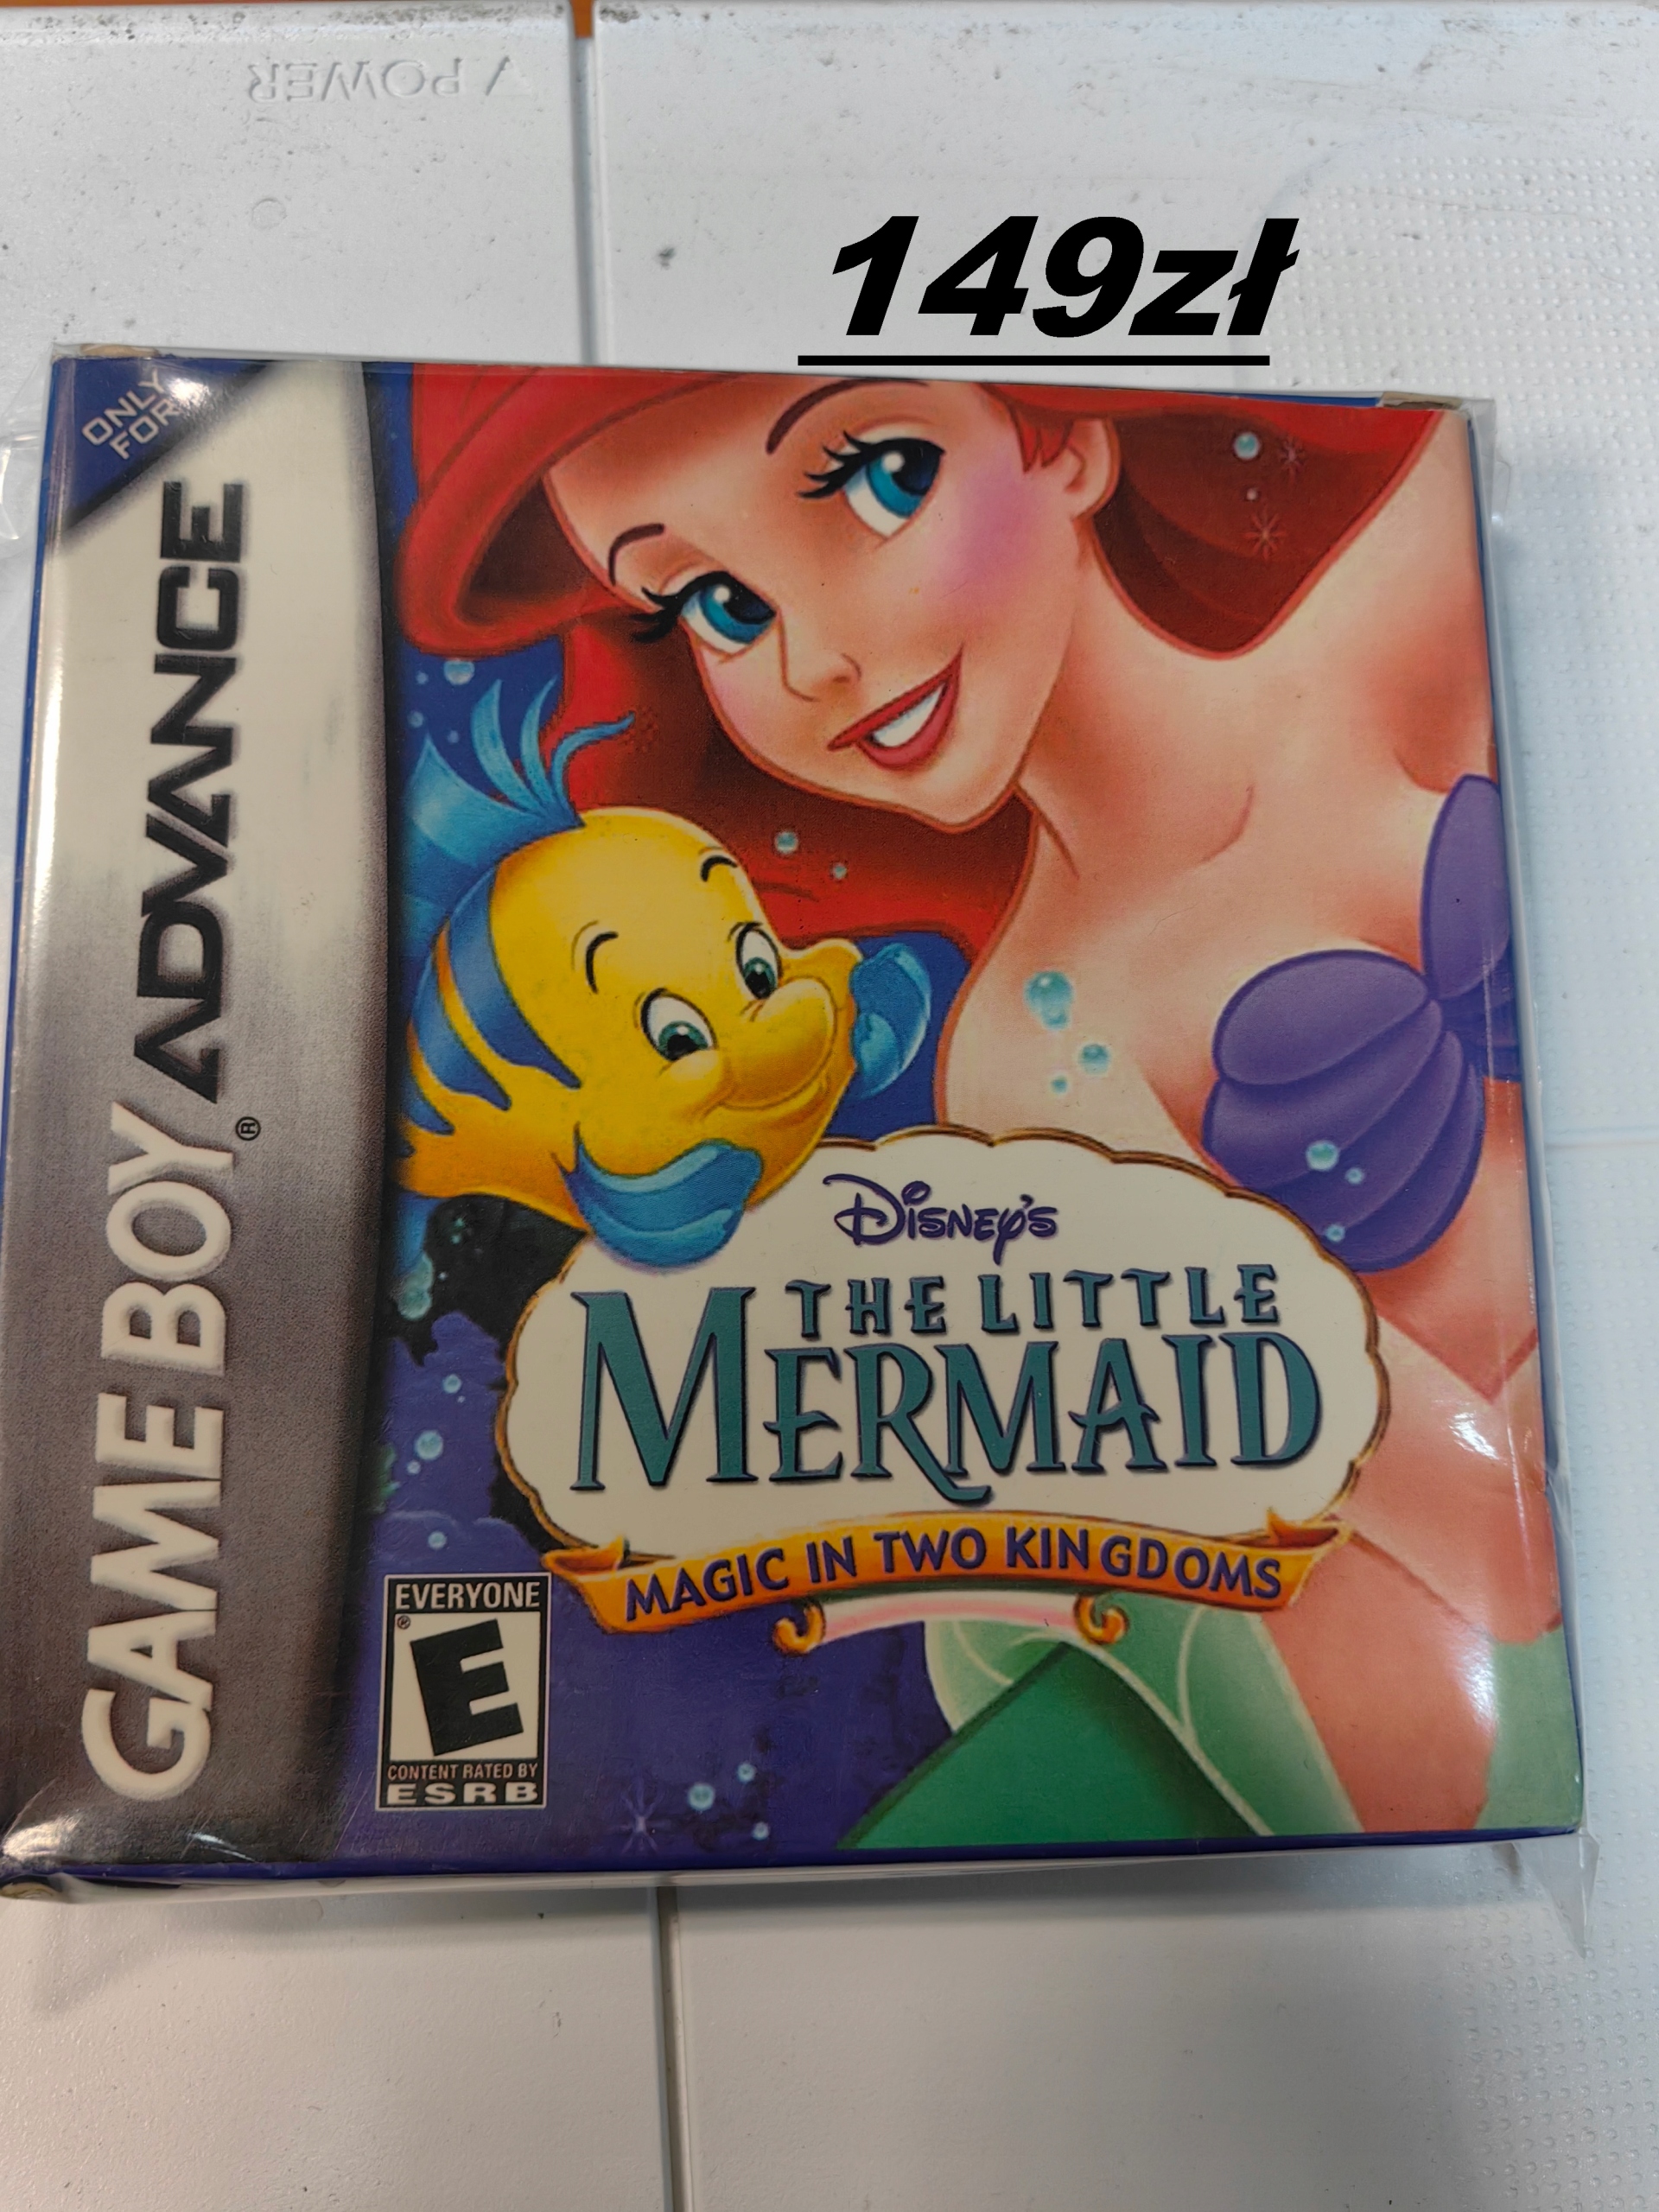 A POWER
149zł
ONLY
FOR
GAME BOY ADVANCE
®
DISNEY'S
THE LITTLE
MERMAID
MAGIC IN TWO KINGDOMS
EVERYONE
®
E
CONTENT RATED BY
ESRB